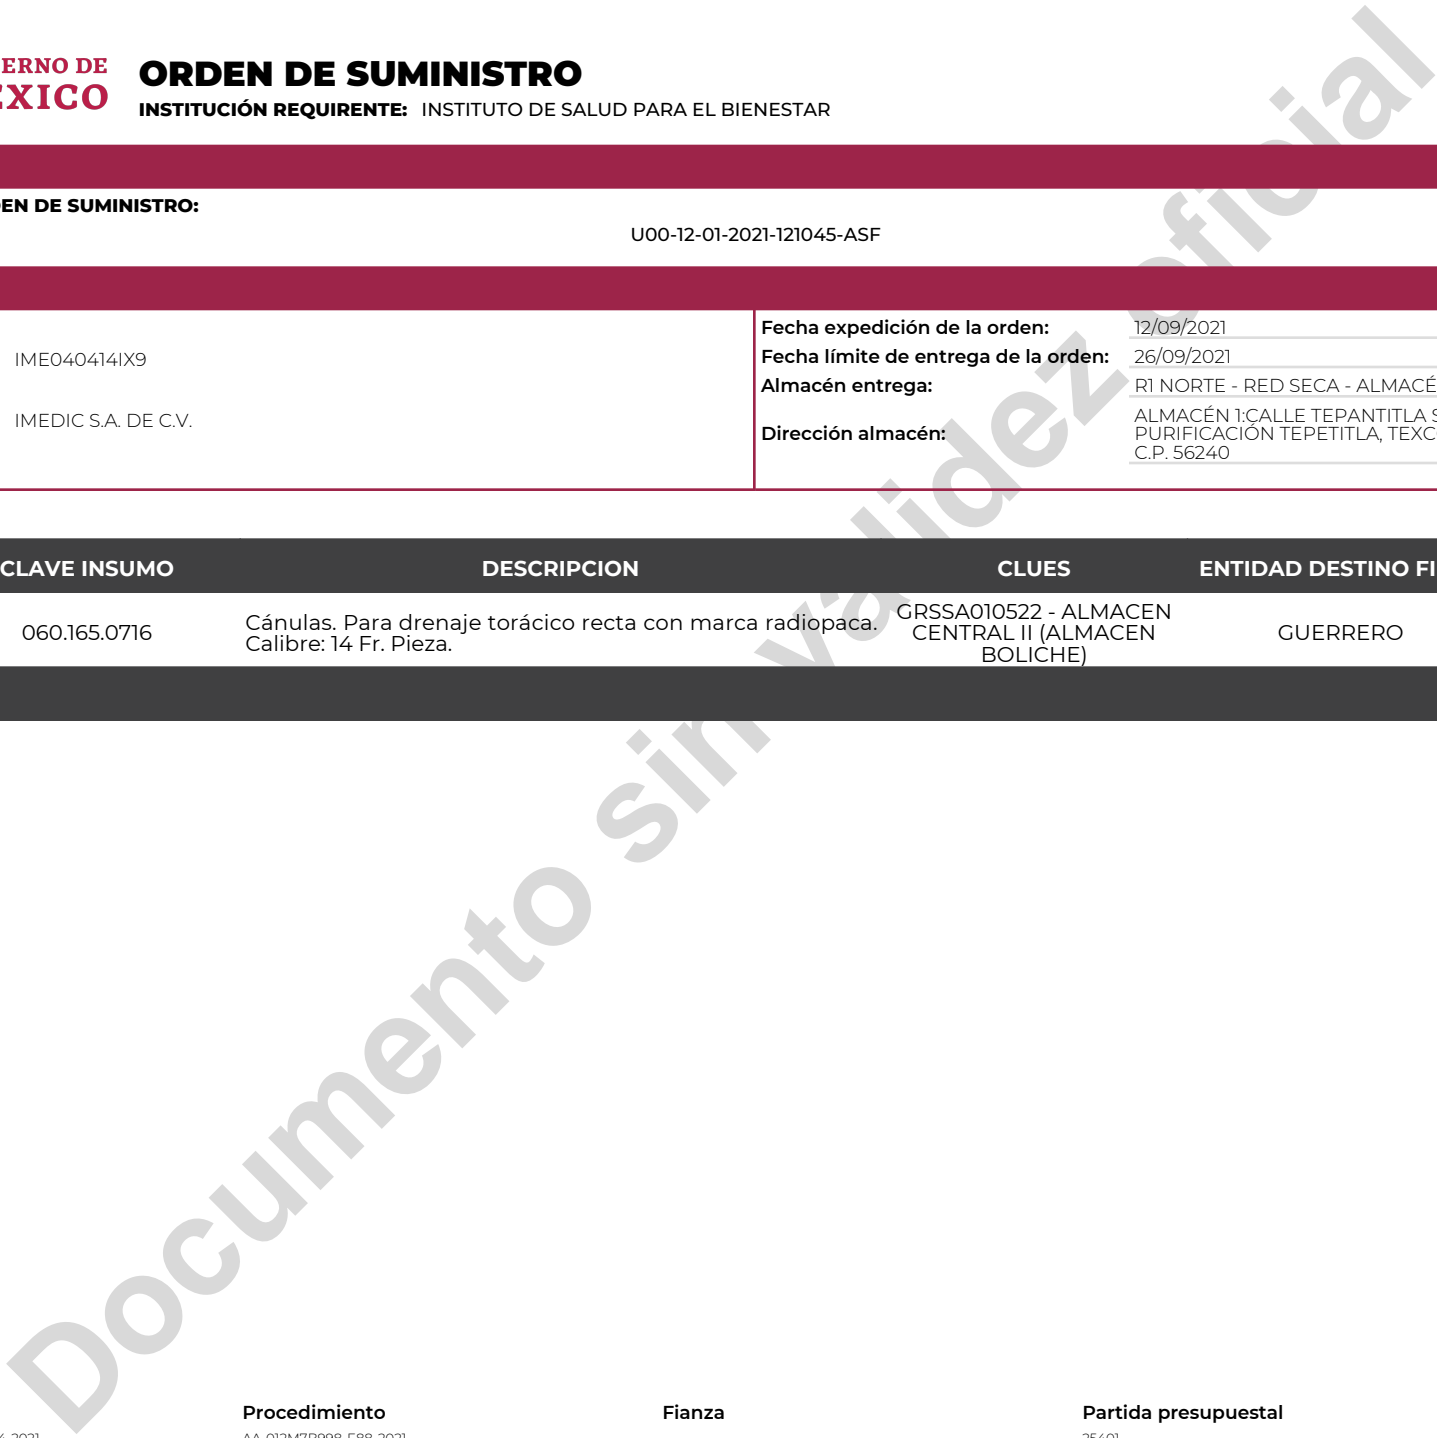 ERNO DE
ORDEN DE SUMINISTRO
INSTITUCIÓN REQUIRENTE: INSTITUTO DE SALUD PARA EL BIENESTAR
EN DE SUMINISTRO:
U00-12-01-2021-121045-ASF
IME040414IX9
IMEDIC S.A. DE C.V.
Fecha expedición de la orden: 12/09/2021
Fecha límite de entrega de la orden: 26/09/2021
Almacén entrega: R1 NORTE - RED SECA - ALMACÉ
Dirección almacén:
ALMACÉN 1:CALLE TEPANTITLA S
PURIFICACIÓN TEPETITLA, TEXC
C.P. 56240
CLAVE INSUMO DESCRIPCION CLUES ENTIDAD DESTINO FI
060.165.0716
Cánulas. Para drenaje torácico recta con marca radiopaca.
Calibre: 14 Fr. Pieza.
GRSSA010522 - ALMACEN
CENTRAL II (ALMACEN
BOLICHE)
GUERRERO
Documento sin validez oficial
Procedimiento Fianza Partida presupuestal